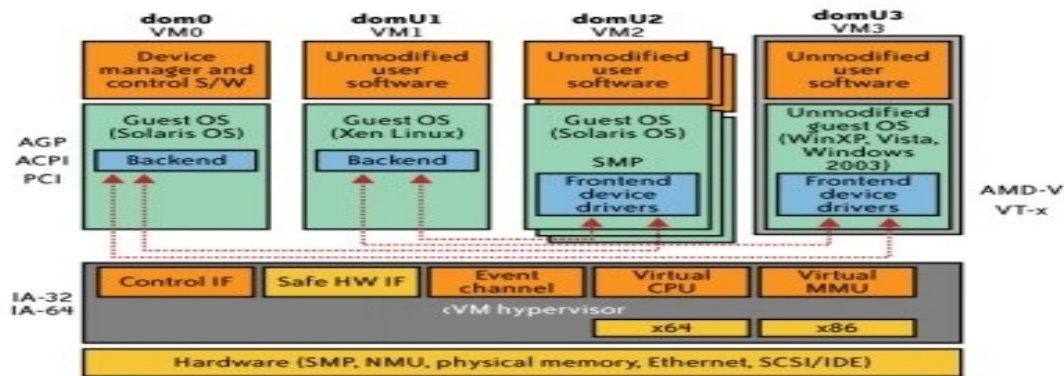 dom0
VM0
domU1
VM1
domU2
VM2
domU3
VM3
Device
manager and
control S/W
Unmodified
user
software
Unmodified
user
software
Unmodified
user
software
AGP
ACPI
PCI
Guest OS
(Solaris OS)
Backend
Guest OS
(Xen Linux)
Backend
Guest OS
(Solaris OS)
SMP
Frontend
device
drivers
Unmodified
guest OS
(WinXP, Vista,
Windows
2003)
Frontend
device
drivers
AMD-V
VT-x
IA-32
IA-64
Control IF
Safe HW IF
Event
channel
Virtual
CPU
Virtual
MMU
VM hypervisor
x64
x86
Hardware (SMP, NMU, physical memory, Ethernet, SCSI/IDE)